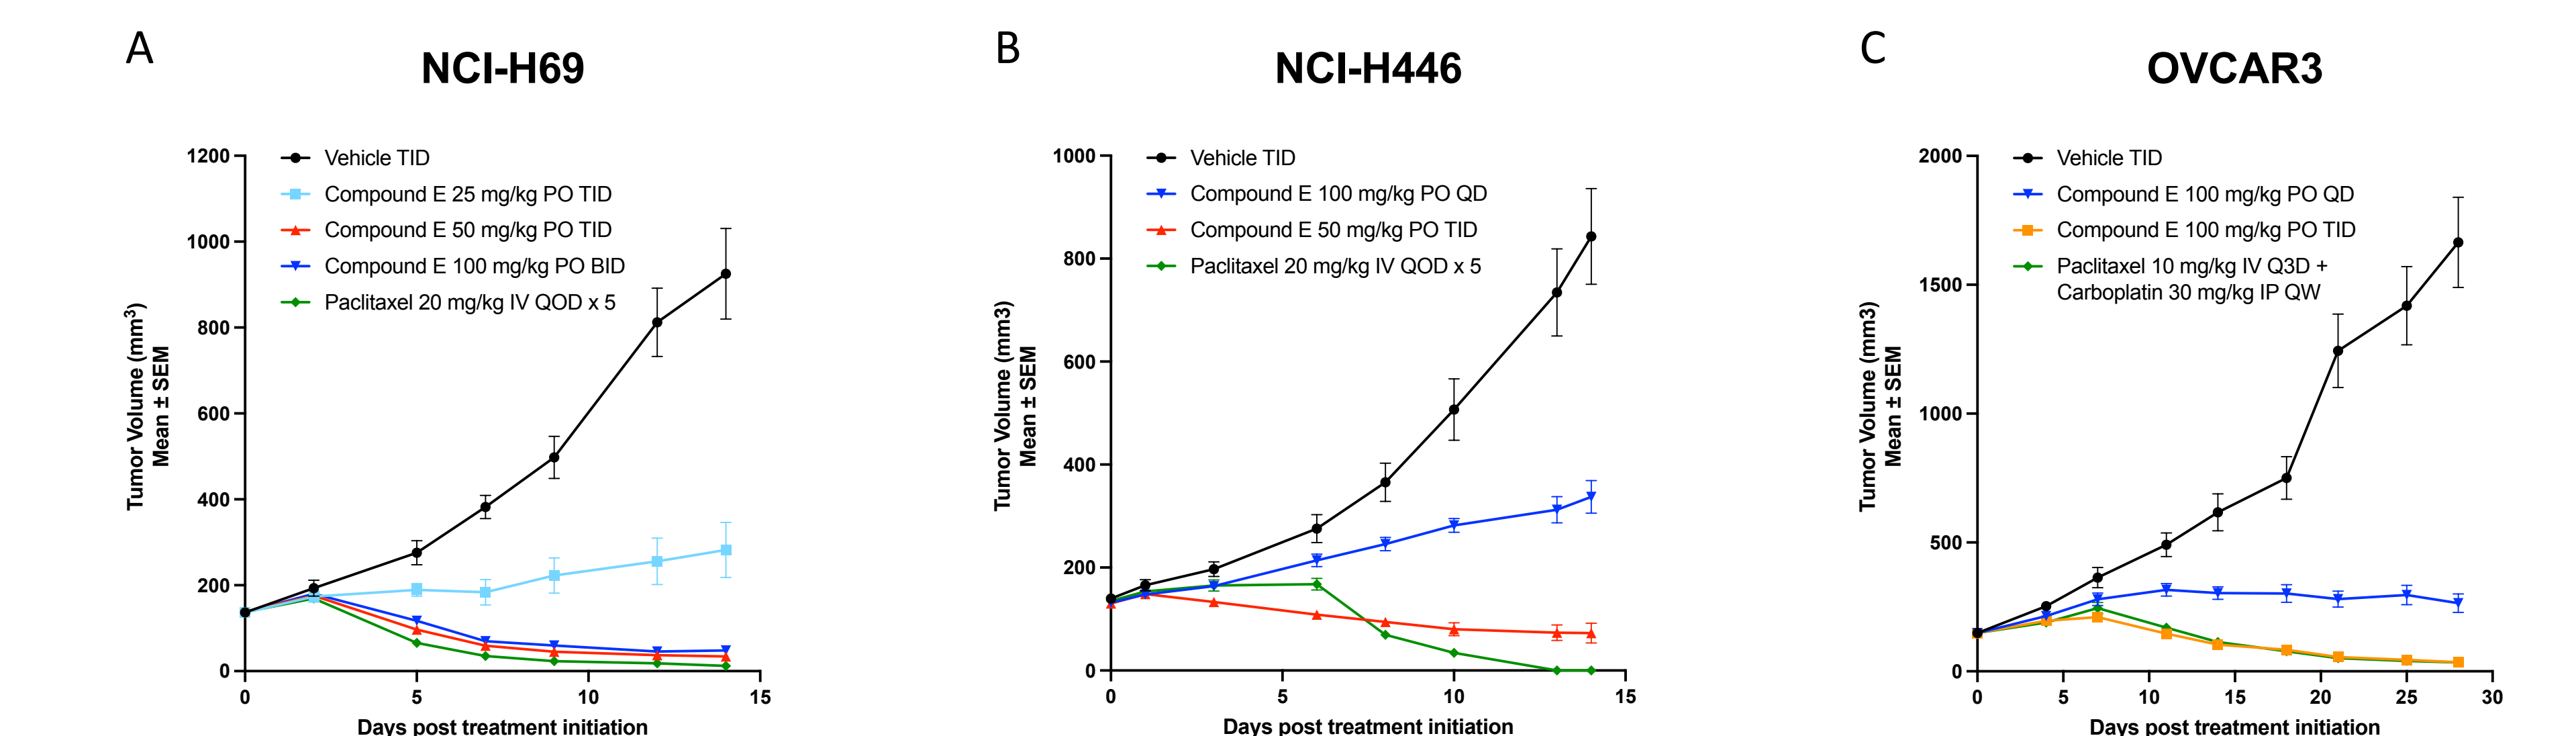 A
NCI-H69
1200
1000
800
600
400
200
0
0
5
10
15
Tumor Volume (mm³)
Mean ± SEM
Vehicle TID
Compound E 25 mg/kg PO TID
Compound E 50 mg/kg PO TID
Compound E 100 mg/kg PO BID
Paclitaxel 20 mg/kg IV QOD x 5
Days post treatment initiation
B
NCI-H446
1000
800
600
400
200
0
0
5
10
15
Tumor Volume (mm3)
Mean ± SEM
Vehicle TID
Compound E 100 mg/kg PO QD
Compound E 50 mg/kg PO TID
Paclitaxel 20 mg/kg IV QOD x 5
Days post treatment initiation
C
OVCAR3
2000
1500
1000
500
0
0
5
10
15
20
25
30
Tumor Volume (mm3)
Mean ± SEM
Vehicle TID
Compound E 100 mg/kg PO QD
Compound E 100 mg/kg PO TID
Paclitaxel 10 mg/kg IV Q3D +
Carboplatin 30 mg/kg IP QW
Days post treatment initiation